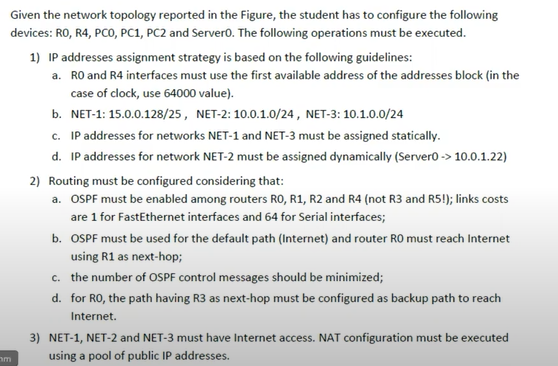 Given the network topology reported in the Figure, the student has to configure the following
devices: R0, R4, PC0, PC1, PC2 and Server0. The following operations must be executed.
1) IP addresses assignment strategy is based on the following guidelines:
a. R0 and R4 interfaces must use the first available address of the addresses block (in the
case of clock, use 64000 value).
b. NET-1: 15.0.0.128/25 , NET-2: 10.0.1.0/24 , NET-3: 10.1.0.0/24
c. IP addresses for networks NET-1 and NET-3 must be assigned statically.
d. IP addresses for network NET-2 must be assigned dynamically (Server0 -> 10.0.1.22)
2) Routing must be configured considering that:
a. OSPF must be enabled among routers R0, R1, R2 and R4 (not R3 and R5!); links costs
are 1 for FastEthernet interfaces and 64 for Serial interfaces;
b. OSPF must be used for the default path (Internet) and router R0 must reach Internet
using R1 as next-hop;
c. the number of OSPF control messages should be minimized;
d. for R0, the path having R3 as next-hop must be configured as backup path to reach
Internet.
3) NET-1, NET-2 and NET-3 must have Internet access. NAT configuration must be executed
using a pool of public IP addresses.